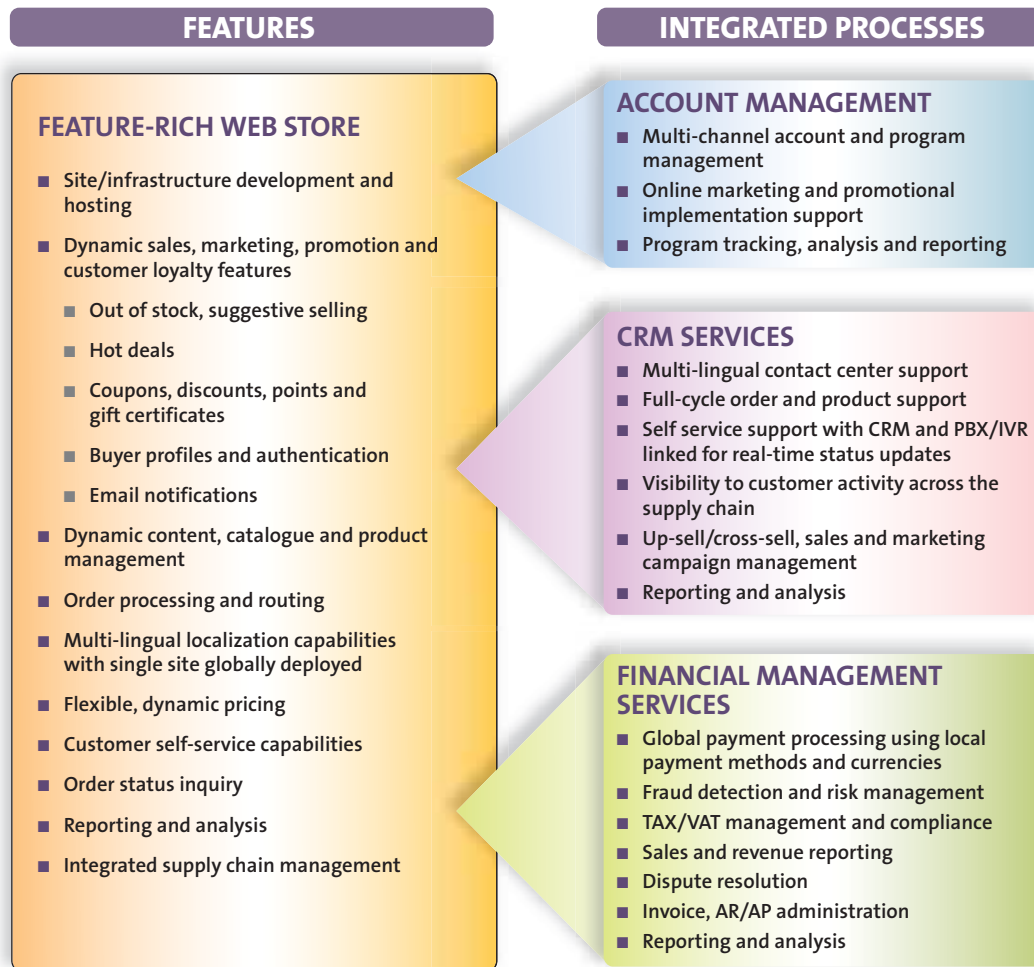 FEATURES
FEATURE-RICH WEB STORE
■ Site/infrastructure development and
hosting
■ Dynamic sales, marketing, promotion and
customer loyalty features
■ Out of stock, suggestive selling
■ Hot deals
■ Coupons, discounts, points and
gift certificates
■ Buyer profiles and authentication
■ Email notifications
■ Dynamic content, catalogue and product
management
■ Order processing and routing
■ Multi-lingual localization capabilities
with single site globally deployed
■ Flexible, dynamic pricing
■ Customer self-service capabilities
■ Order status inquiry
■ Reporting and analysis
■ Integrated supply chain management
INTEGRATED PROCESSES
ACCOUNT MANAGEMENT
■ Multi-channel account and program
management
■ Online marketing and promotional
implementation support
■ Program tracking, analysis and reporting
CRM SERVICES
■ Multi-lingual contact center support
■ Full-cycle order and product support
■ Self service support with CRM and PBX/IVR
linked for real-time status updates
■ Visibility to customer activity across the
supply chain
■ Up-sell/cross-sell, sales and marketing
campaign management
■ Reporting and analysis
FINANCIAL MANAGEMENT
SERVICES
■ Global payment processing using local
payment methods and currencies
■ Fraud detection and risk management
■ TAX/VAT management and compliance
■ Sales and revenue reporting
■ Dispute resolution
■ Invoice, AR/AP administration
■ Reporting and analysis